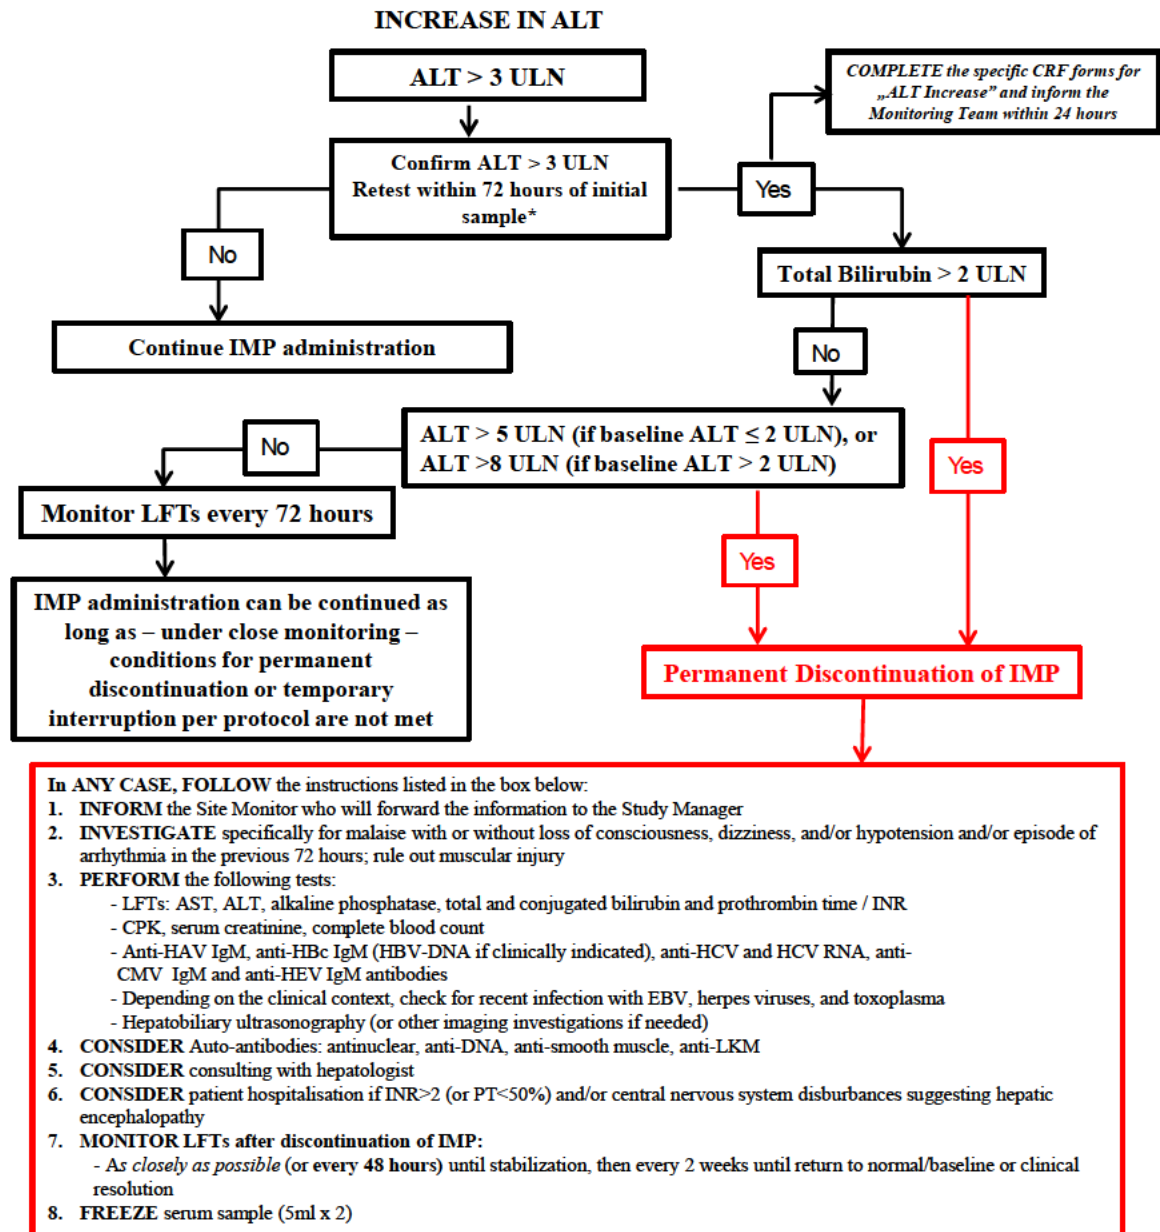 INCREASE IN ALT
ALT > 3 ULN
COMPLETE the specific CRF forms for
„ALT Increase” and inform the
Monitoring Team within 24 hours
Confirm ALT > 3 ULN
Retest within 72 hours of initial
sample*
Yes
No
Total Bilirubin > 2 ULN
Continue IMP administration
No
ALT > 5 ULN (if baseline ALT ≤ 2 ULN), or
ALT >8 ULN (if baseline ALT > 2 ULN)
No
Yes
Monitor LFTs every 72 hours
Yes
IMP administration can be continued as
long as – under close monitoring –
conditions for permanent
discontinuation or temporary
interruption per protocol are not met
Permanent Discontinuation of IMP
In ANY CASE, FOLLOW the instructions listed in the box below:
1. INFORM the Site Monitor who will forward the information to the Study Manager
2. INVESTIGATE specifically for malaise with or without loss of consciousness, dizziness, and/or hypotension and/or episode of
arrhythmia in the previous 72 hours; rule out muscular injury
3. PERFORM the following tests:
- LFTs: AST, ALT, alkaline phosphatase, total and conjugated bilirubin and prothrombin time / INR
- CPK, serum creatinine, complete blood count
- Anti-HAV IgM, anti-HBc IgM (HBV-DNA if clinically indicated), anti-HCV and HCV RNA, anti-
CMV IgM and anti-HEV IgM antibodies
- Depending on the clinical context, check for recent infection with EBV, herpes viruses, and toxoplasma
- Hepatobiliary ultrasonography (or other imaging investigations if needed)
4. CONSIDER Auto-antibodies: antinuclear, anti-DNA, anti-smooth muscle, anti-LKM
5. CONSIDER consulting with hepatologist
6. CONSIDER patient hospitalisation if INR>2 (or PT<50%) and/or central nervous system disburbances suggesting hepatic
encephalopathy
7. MONITOR LFTs after discontinuation of IMP:
- As closely as possible (or every 48 hours) until stabilization, then every 2 weeks until return to normal/baseline or clinical
resolution
8. FREEZE serum sample (5ml x 2)